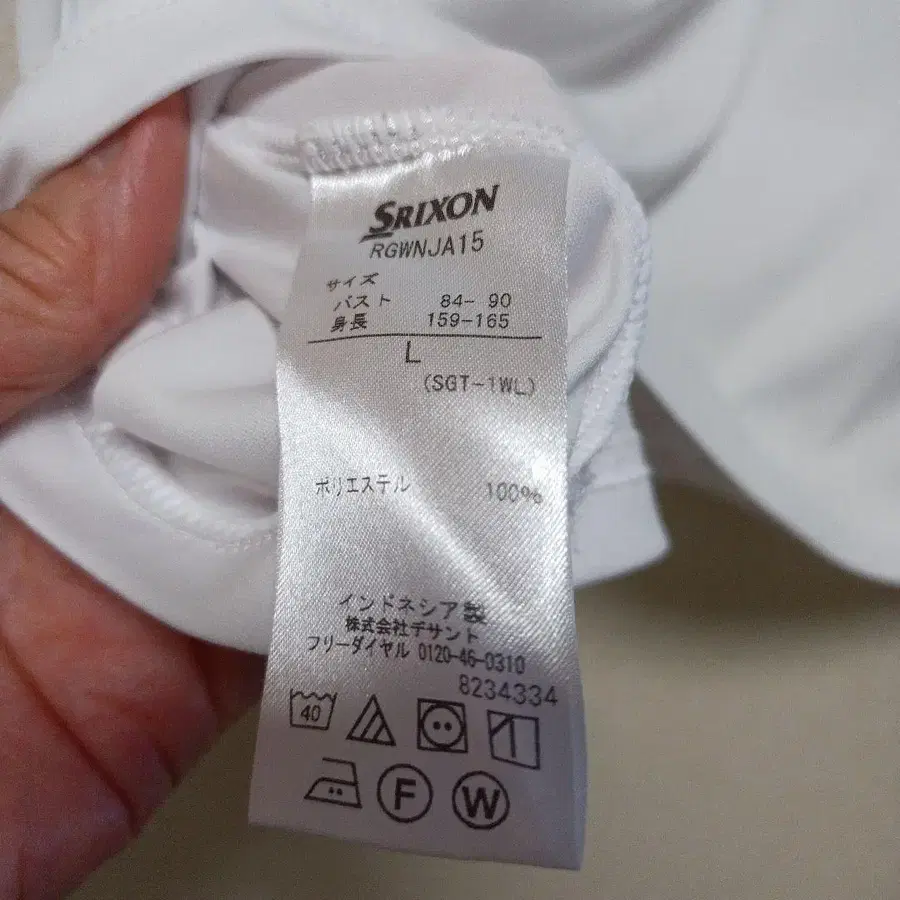 SRIXON
RGWNJA15
サイズ
バスト 84- 90
身長 159-165
L
(SGT-1WL)
ポリエステル 100%
インドネシア製
株式会社デサント
フリーダイヤル 0120-46-0310
8234334
40
F W